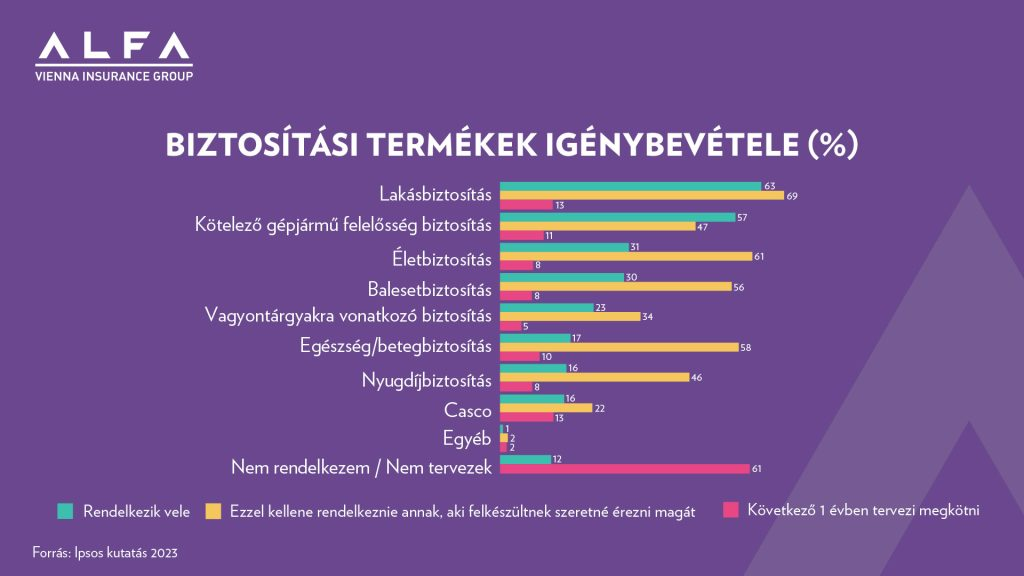 ALFA
VIENNA INSURANCE GROUP
BIZTOSÍTÁSI TERMÉKEK IGÉNYBEVÉTELE (%)
Lakásbiztosítás 63 69 13
Kötelező gépjármű felelősség biztosítás 57 47 11
Életbiztosítás 31 61 8
Balesetbiztosítás 30 56 8
Vagyontárgyakra vonatkozó biztosítás 23 34 5
Egészség/betegbiztosítás 17 58 10
Nyugdíjbiztosítás 16 46 8
Casco 16 22 13
Egyéb 1 2 2
Nem rendelkezem / Nem tervezek 12 61
Rendelkezik vele Ezzel kellene rendelkeznie annak, aki felkészültnek szeretné érezni magát Következő 1 évben tervezi megkötni
Forrás: Ipsos kutatás 2023